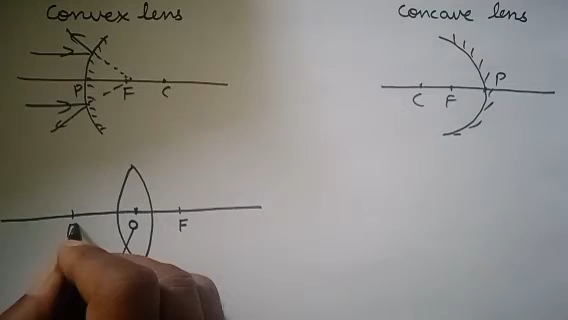 Convex lens
Concave lens
P F C
C F P
O F